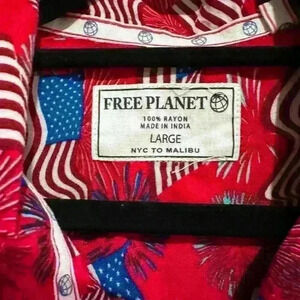 FREE PLANET
100% RAYON
MADE IN INDIA
LARGE
NYC TO MALIBU